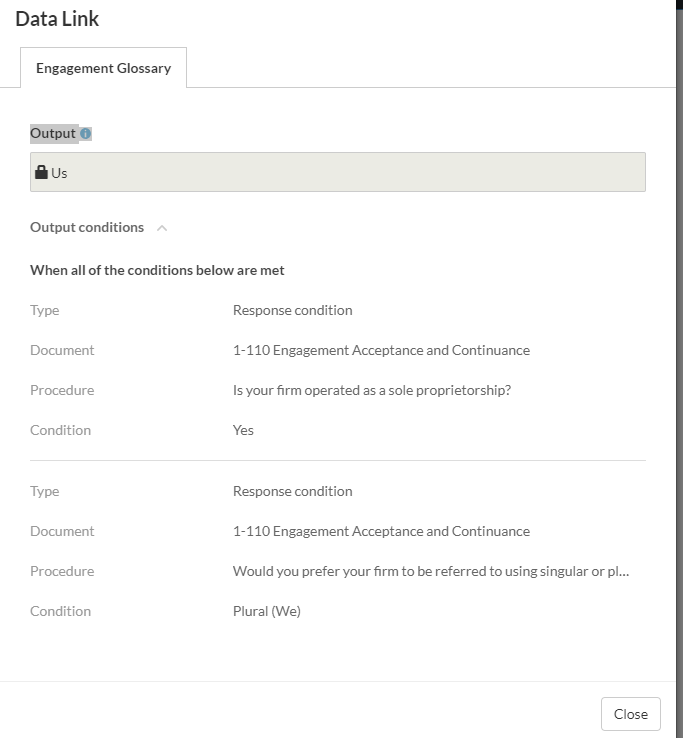 Data Link
Engagement Glossary
Output
Us
Output conditions
When all of the conditions below are met
Type Response condition
Document 1-110 Engagement Acceptance and Continuance
Procedure Is your firm operated as a sole proprietorship?
Condition Yes
Type Response condition
Document 1-110 Engagement Acceptance and Continuance
Procedure Would you prefer your firm to be referred to using singular or pl...
Condition Plural (We)
Close